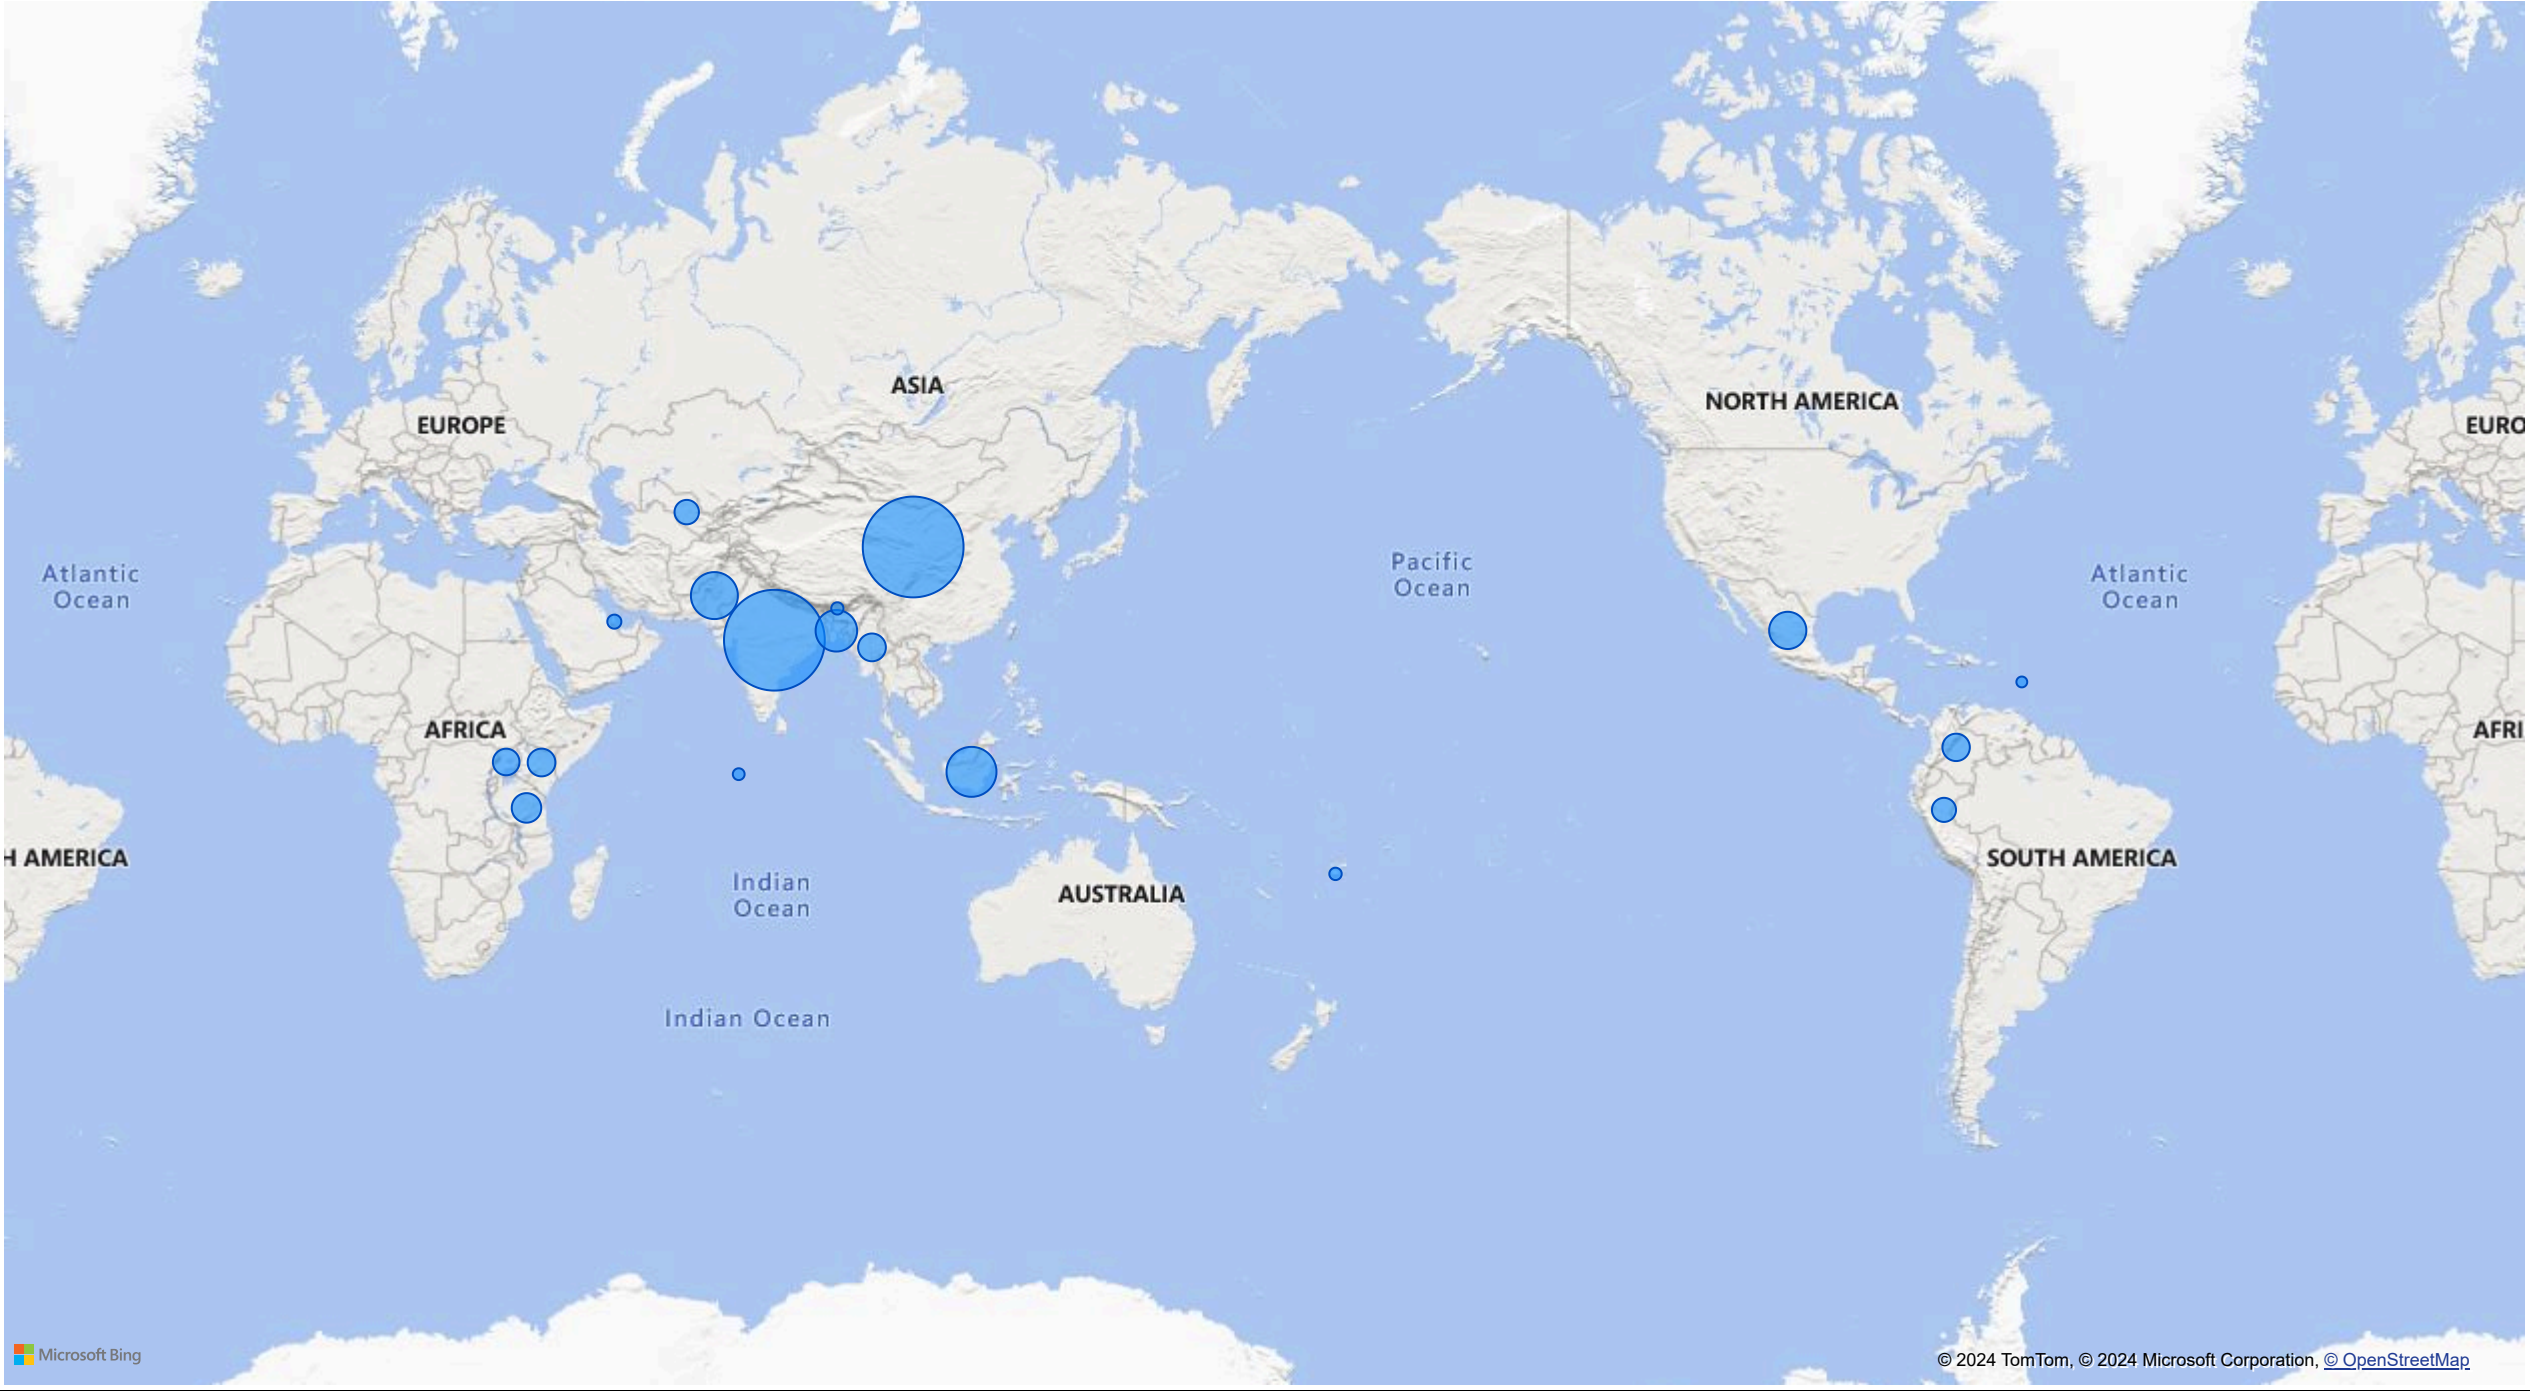 ASIA
NORTH AMERICA
EUROPE
EURO
Atlantic
Ocean
Pacific
Ocean
Atlantic
Ocean
AFRICA
AFRI
H AMERICA
SOUTH AMERICA
Indian
Ocean
AUSTRALIA
Indian Ocean
Microsoft Bing
© 2024 TomTom, © 2024 Microsoft Corporation, © OpenStreetMap